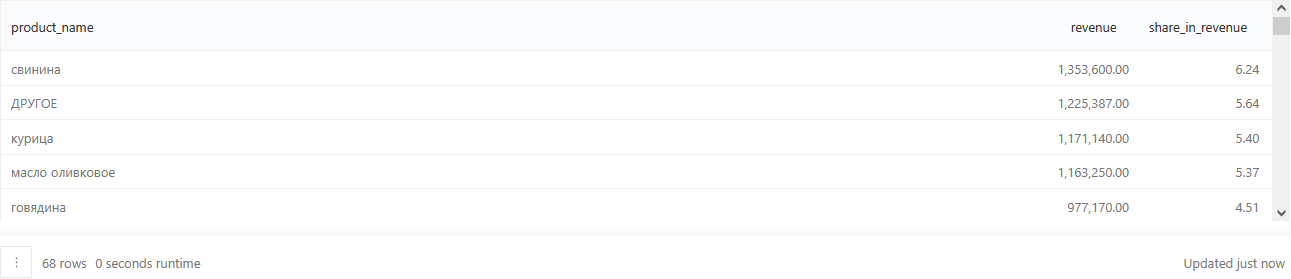 product_name revenue share_in_revenue
свинина 1,353,600.00 6.24
ДРУГОЕ 1,225,387.00 5.64
курица 1,171,140.00 5.40
масло оливковое 1,163,250.00 5.37
говядина 977,170.00 4.51
68 rows 0 seconds runtime Updated just now